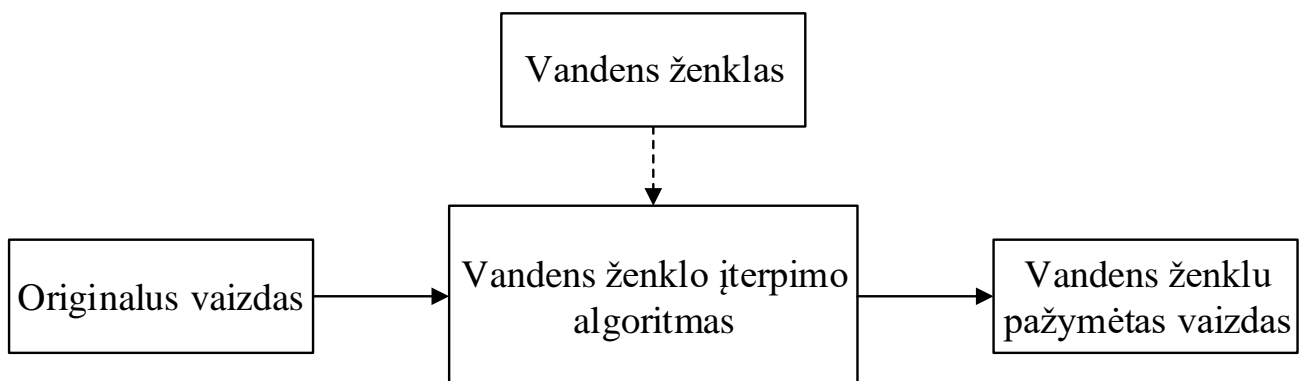 Vandens ženklas
Originalus vaizdas
Vandens ženklo įterpimo
algoritmas
Vandens ženklu
pažymėtas vaizdas